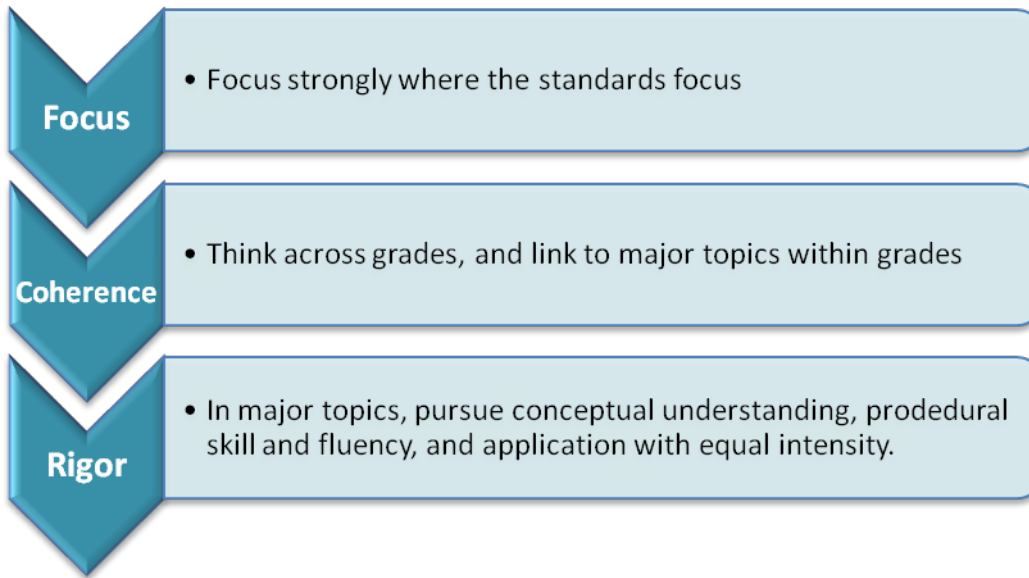 Focus
• Focus strongly where the standards focus
Coherence
• Think across grades, and link to major topics within grades
Rigor
• In major topics, pursue conceptual understanding, prodedural
skill and fluency, and application with equal intensity.